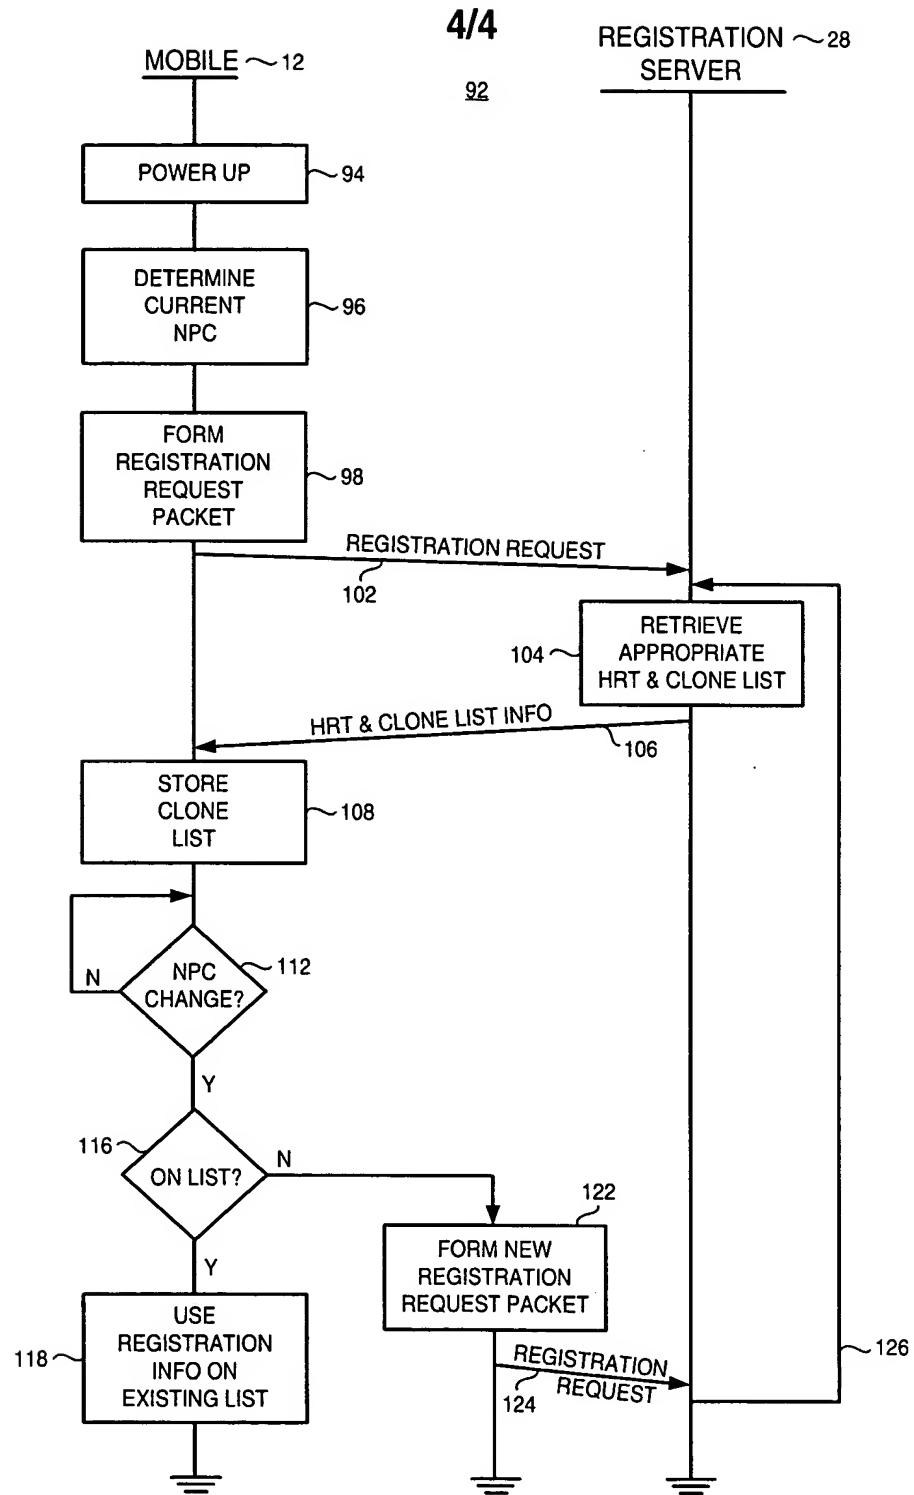 4/4
MOBILE 12
REGISTRATION 28
SERVER
92
POWER UP
94
DETERMINE
CURRENT
NPC
96
FORM
REGISTRATION
REQUEST
PACKET
98
REGISTRATION REQUEST
102
RETRIEVE
APPROPRIATE
HRT & CLONE LIST
104
HRT & CLONE LIST INFO
106
STORE
CLONE
LIST
108
NPC
CHANGE?
112
N
Y
116
ON LIST?
N
Y
122
FORM NEW
REGISTRATION
REQUEST PACKET
USE
REGISTRATION
INFO ON
EXISTING LIST
118
REGISTRATION
REQUEST
124
126